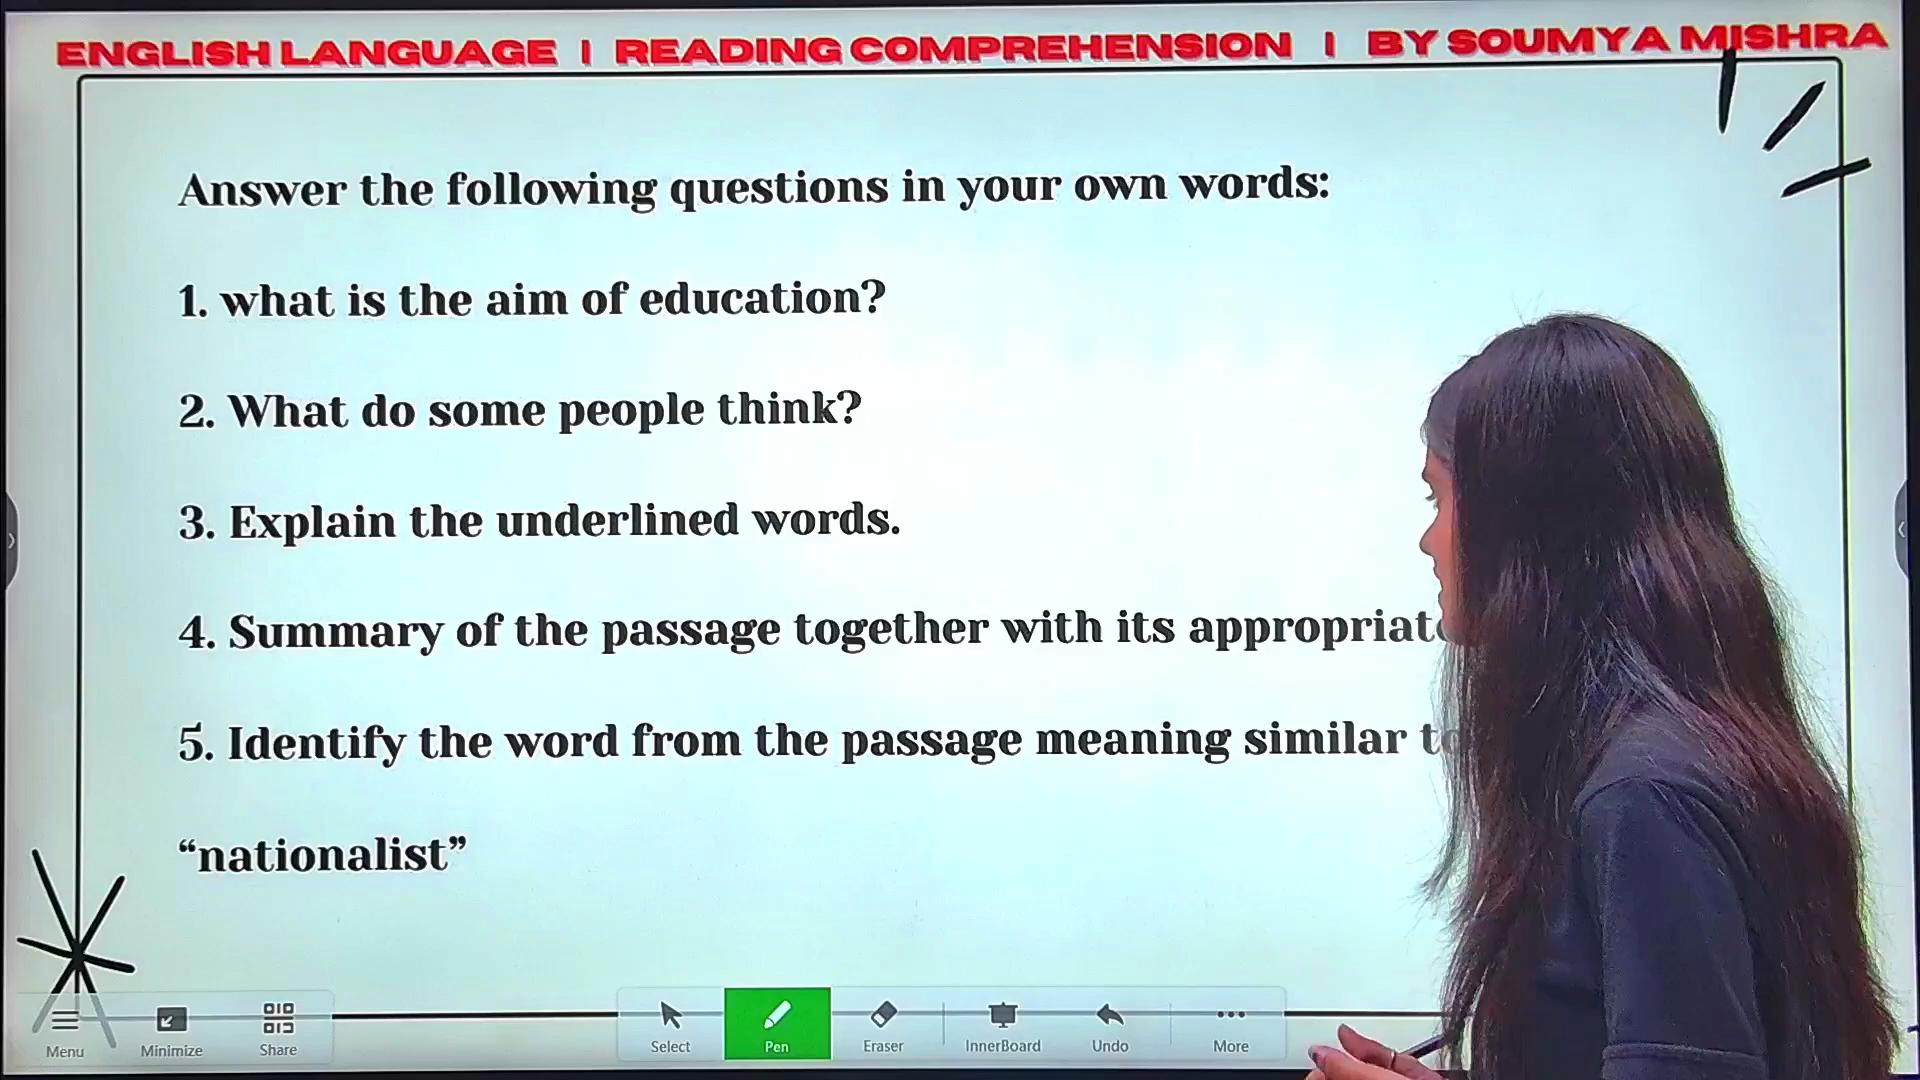 ENGLISH LANGUAGE | READING COMPREHENSION | BY SOUMYA MISHRA
Answer the following questions in your own words:
1. what is the aim of education?
2. What do some people think?
3. Explain the underlined words.
4. Summary of the passage together with its
5. Identify the word from the passage meaning similar
“nationalist”
Menu
Minimize
Share
Select
Pen
Eraser
InnerBoard
Undo
More